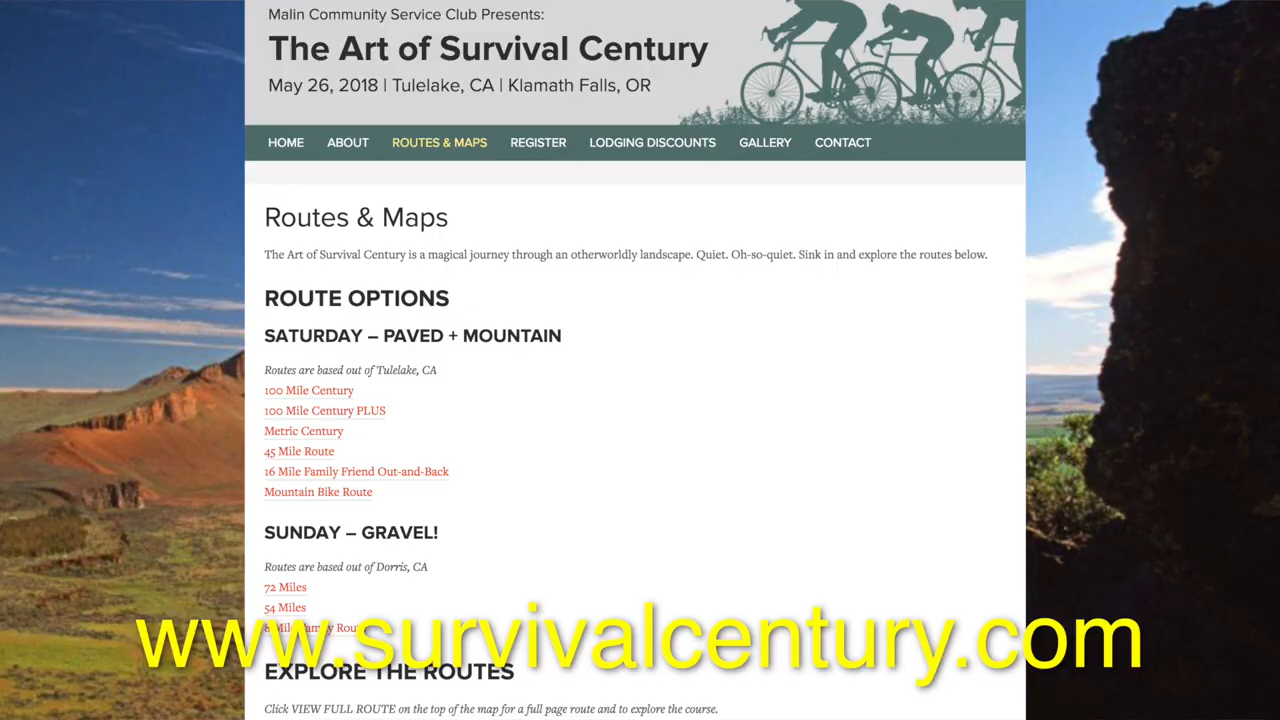 Malin Community Service Club Presents:
The Art of Survival Century
May 26, 2018 | Tulelake, CA | Klamath Falls, OR
HOME ABOUT ROUTES & MAPS REGISTER LODGING DISCOUNTS GALLERY CONTACT
Routes & Maps
The Art of Survival Century is a magical journey through an otherworldly landscape. Quiet. Oh-so-quiet. Sink in and explore the routes below.
ROUTE OPTIONS
SATURDAY – PAVED + MOUNTAIN
Routes are based out of Tulelake, CA
100 Mile Century
100 Mile Century PLUS
Metric Century
45 Mile Route
16 Mile Family Friend Out-and-Back
Mountain Bike Route
SUNDAY – GRAVEL!
Routes are based out of Dorris, CA
72 Miles
54 Miles
8 Mile Family Route
www.survivalcentury.com
EXPLORE THE ROUTES
Click VIEW FULL ROUTE on the top of the map for a full page route and to explore the course.